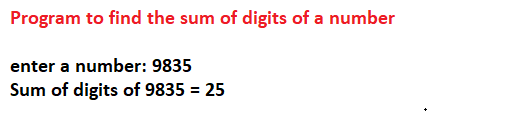 Program to find the sum of digits of a number
enter a number: 9835
Sum of digits of 9835 = 25